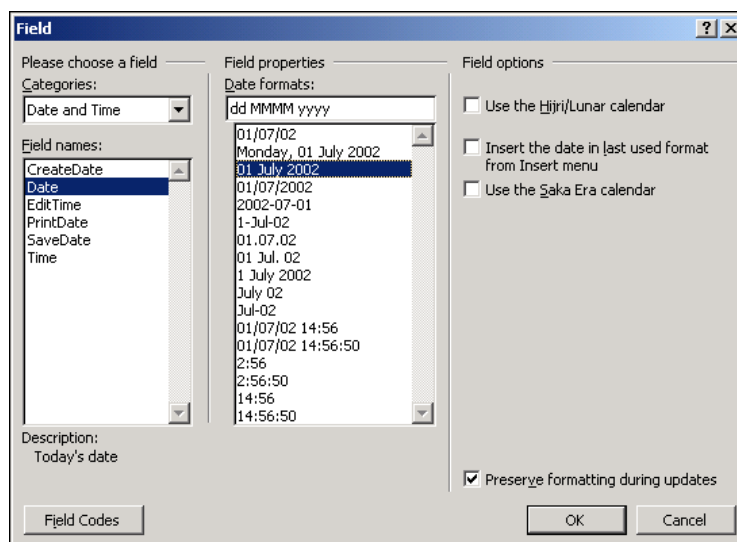 Field
Please choose a field
Categories:
Date and Time
Field names:
CreateDate
Date
EditTime
PrintDate
SaveDate
Time
Description:
Today's date
Field Codes
Field properties
Date formats:
dd MMMM yyyy
01/07/02
Monday, 01 July 2002
01 July 2002
01/07/2002
2002-07-01
1-Jul-02
01.07.02
01 Jul. 02
1 July 2002
July 02
Jul-02
01/07/02 14:56
01/07/02 14:56:50
2:56
2:56:50
14:56
14:56:50
Field options
Use the Hijri/Lunar calendar
Insert the date in last used format
from Insert menu
Use the Saka Era calendar
Preserve formatting during updates
OK
Cancel